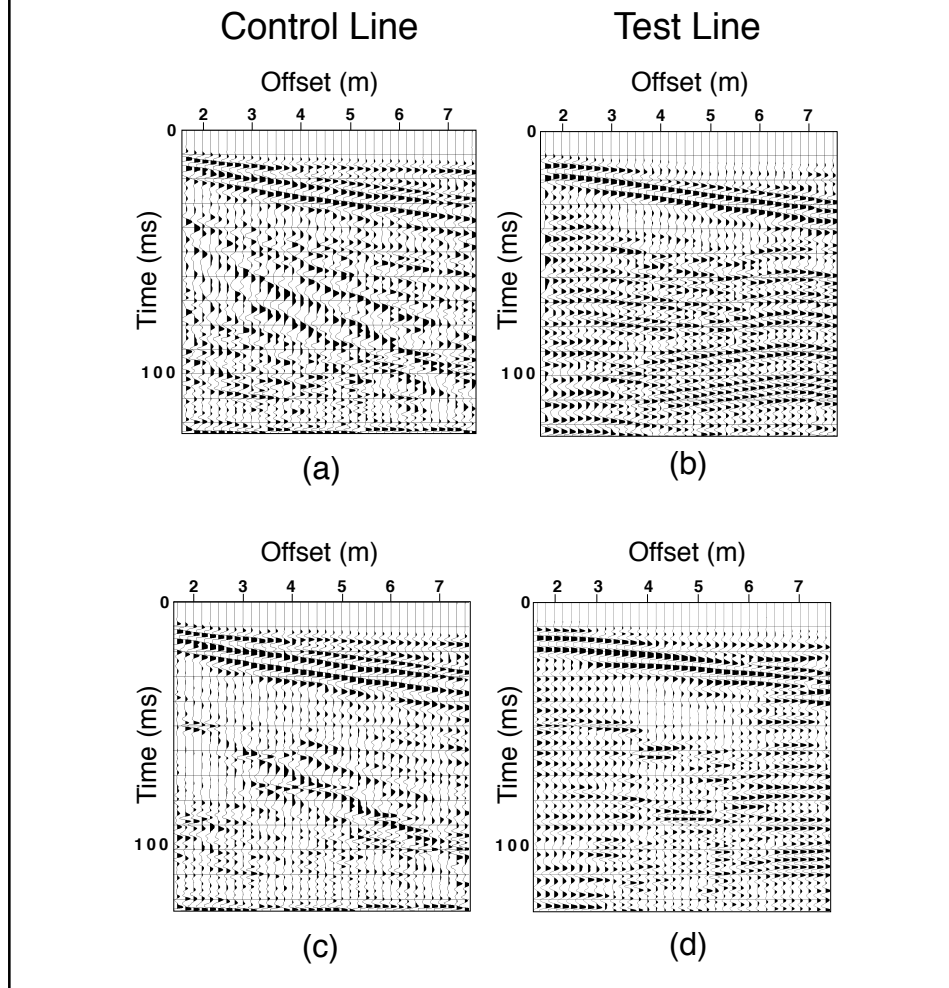 Control Line
Test Line
Offset (m)
Offset (m)
2 3 4 5 6 7
2 3 4 5 6 7
0
0
Time (ms)
Time (ms)
100
100
(a)
(b)
Offset (m)
Offset (m)
2 3 4 5 6 7
2 3 4 5 6 7
0
0
Time (ms)
Time (ms)
100
100
(c)
(d)